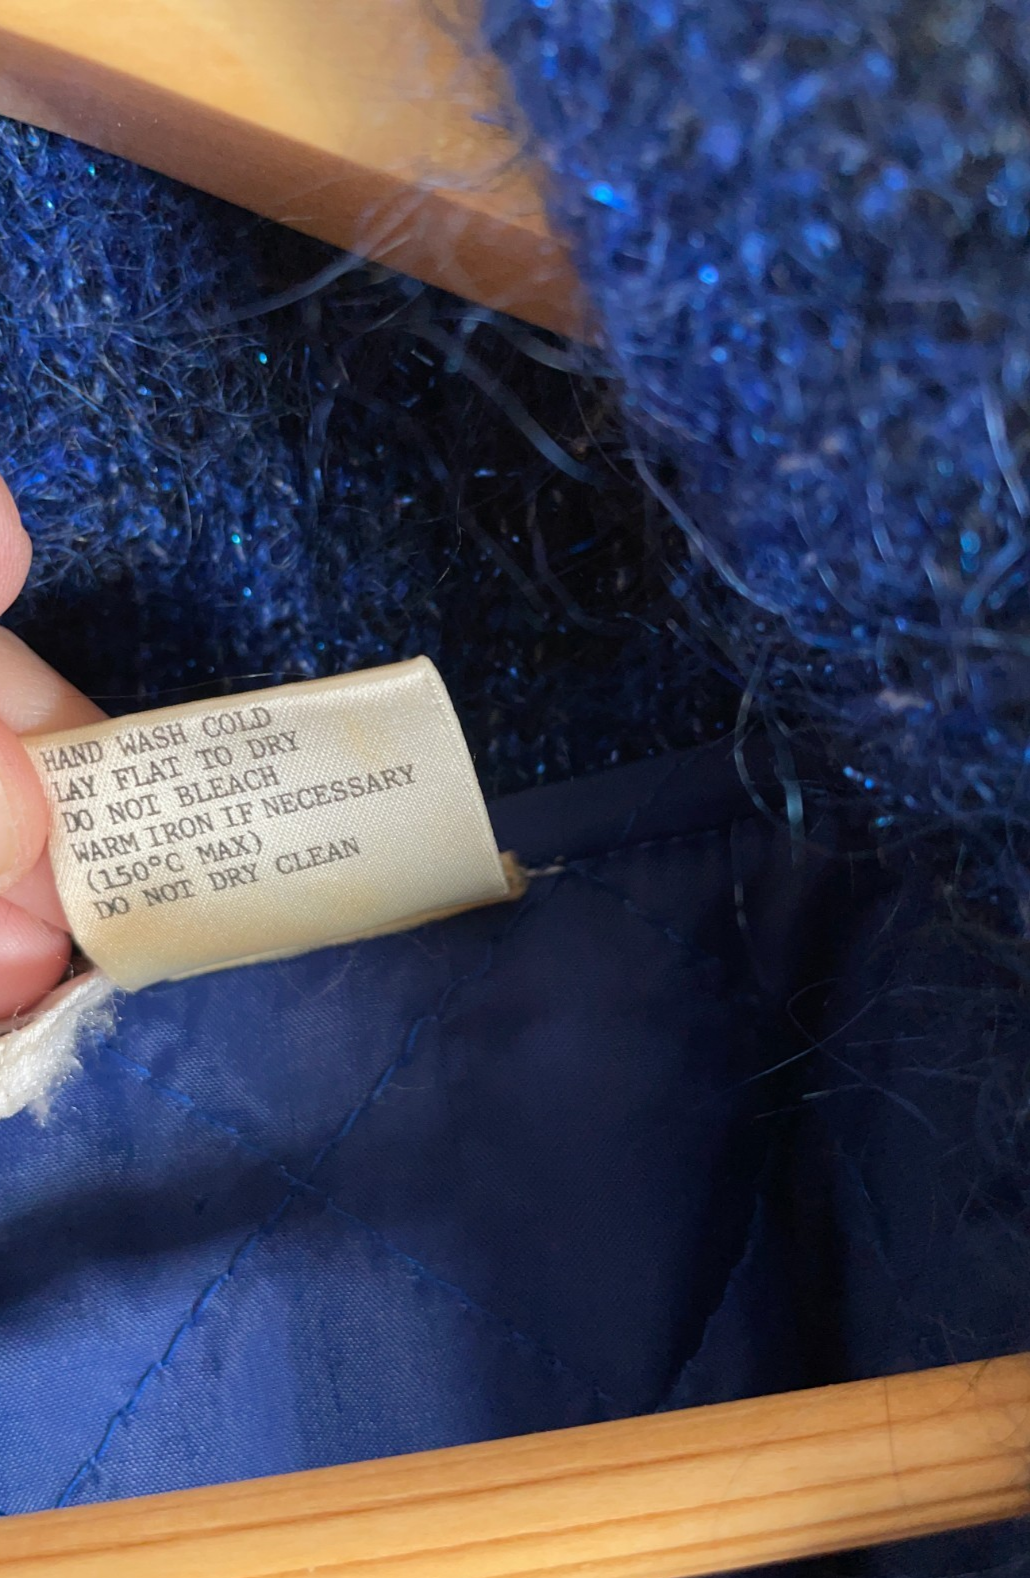 HAND WASH COLD
LAY FLAT TO DRY
DO NOT BLEACH
WARM IRON IF NECESSARY
(150°C MAX)
DO NOT DRY CLEAN